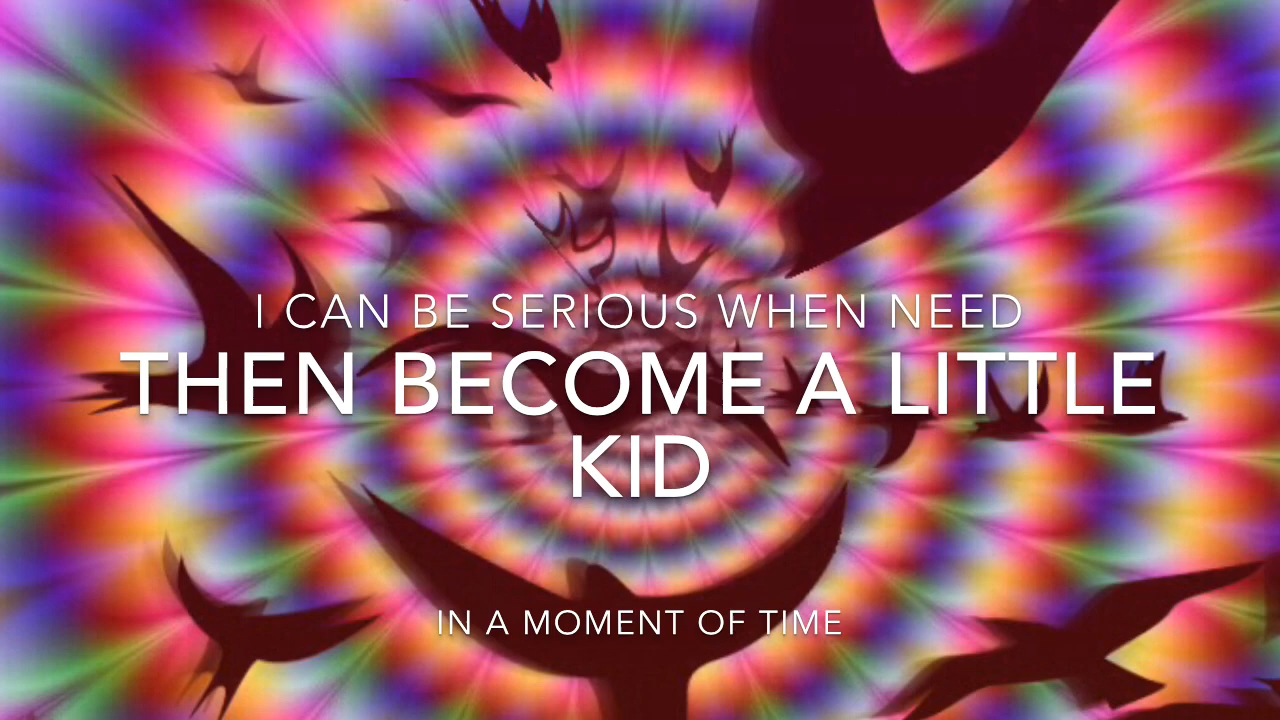 I CAN BE SERIOUS WHEN NEED
THEN BECOME A LITTLE
KID
IN A MOMENT OF TIME